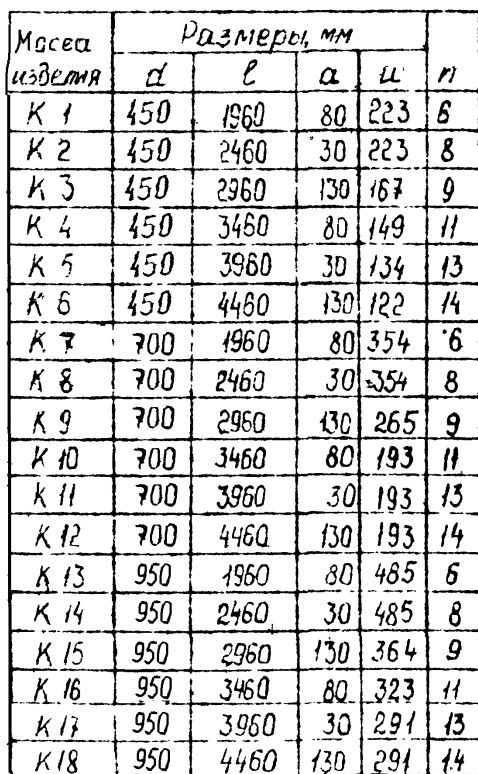 Масса изделия | Размеры, мм | n
d | l | a | u
К 1 | 450 | 1960 | 80 | 223 | 6
К 2 | 450 | 2460 | 30 | 223 | 8
К 3 | 450 | 2960 | 130 | 167 | 9
К 4 | 450 | 3460 | 80 | 149 | 11
К 5 | 450 | 3960 | 30 | 134 | 13
К 6 | 450 | 4460 | 130 | 122 | 14
К 7 | 700 | 1960 | 80 | 354 | 6
К 8 | 700 | 2460 | 30 | 354 | 8
К 9 | 700 | 2960 | 130 | 265 | 9
К 10 | 700 | 3460 | 80 | 193 | 11
К 11 | 700 | 3960 | 30 | 193 | 13
К 12 | 700 | 4460 | 130 | 193 | 14
К 13 | 950 | 1960 | 80 | 485 | 6
К 14 | 950 | 2460 | 30 | 485 | 8
К 15 | 950 | 2960 | 130 | 364 | 9
К 16 | 950 | 3460 | 80 | 323 | 11
К 17 | 950 | 3960 | 30 | 291 | 13
К 18 | 950 | 4460 | 130 | 291 | 14